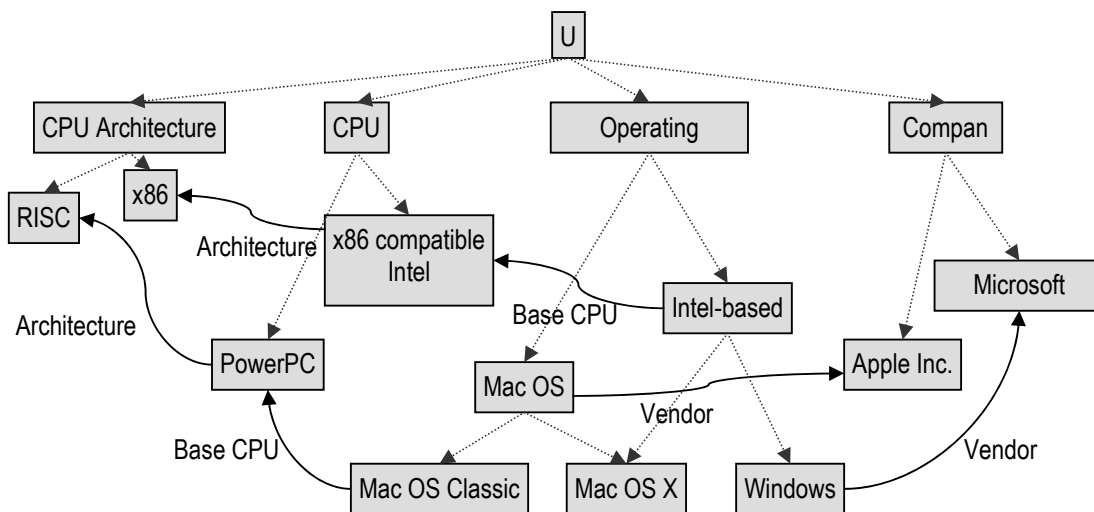 U
CPU Architecture
CPU
Operating
Compan
RISC
x86
Architecture
x86 compatible
Intel
Microsoft
Base CPU
Intel-based
Architecture
PowerPC
Mac OS
Apple Inc.
Vendor
Base CPU
Vendor
Mac OS Classic
Mac OS X
Windows